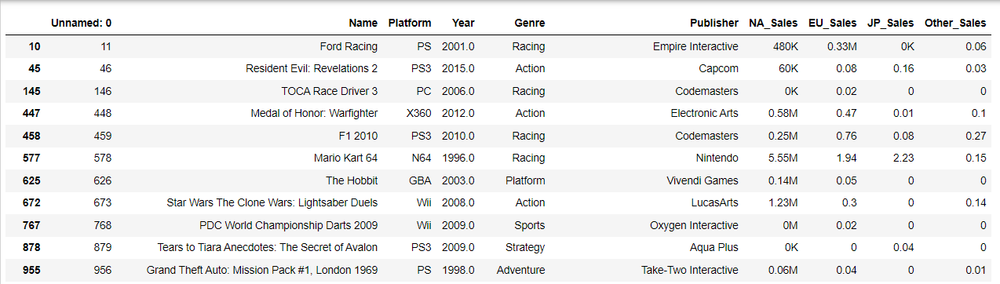 Unnamed: 0 Name Platform Year Genre Publisher NA_Sales EU_Sales JP_Sales Other_Sales
10 11 Ford Racing PS 2001.0 Racing Empire Interactive 480K 0.33M 0K 0.06
45 46 Resident Evil: Revelations 2 PS3 2015.0 Action Capcom 60K 0.08 0.16 0.03
145 146 TOCA Race Driver 3 PC 2006.0 Racing Codemasters 0K 0.02 0 0
447 448 Medal of Honor: Warfighter X360 2012.0 Action Electronic Arts 0.58M 0.47 0.01 0.1
458 459 F1 2010 PS3 2010.0 Racing Codemasters 0.25M 0.76 0.08 0.27
577 578 Mario Kart 64 N64 1996.0 Racing Nintendo 5.55M 1.94 2.23 0.15
625 626 The Hobbit GBA 2003.0 Platform Vivendi Games 0.14M 0.05 0 0
672 673 Star Wars The Clone Wars: Lightsaber Duels Wii 2008.0 Action LucasArts 1.23M 0.3 0 0.14
767 768 PDC World Championship Darts 2009 Wii 2009.0 Sports Oxygen Interactive 0M 0.02 0 0
878 879 Tears to Tiara Anecdotes: The Secret of Avalon PS3 2009.0 Strategy Aqua Plus 0K 0 0.04 0
955 956 Grand Theft Auto: Mission Pack #1, London 1969 PS 1998.0 Adventure Take-Two Interactive 0.06M 0.04 0 0.01